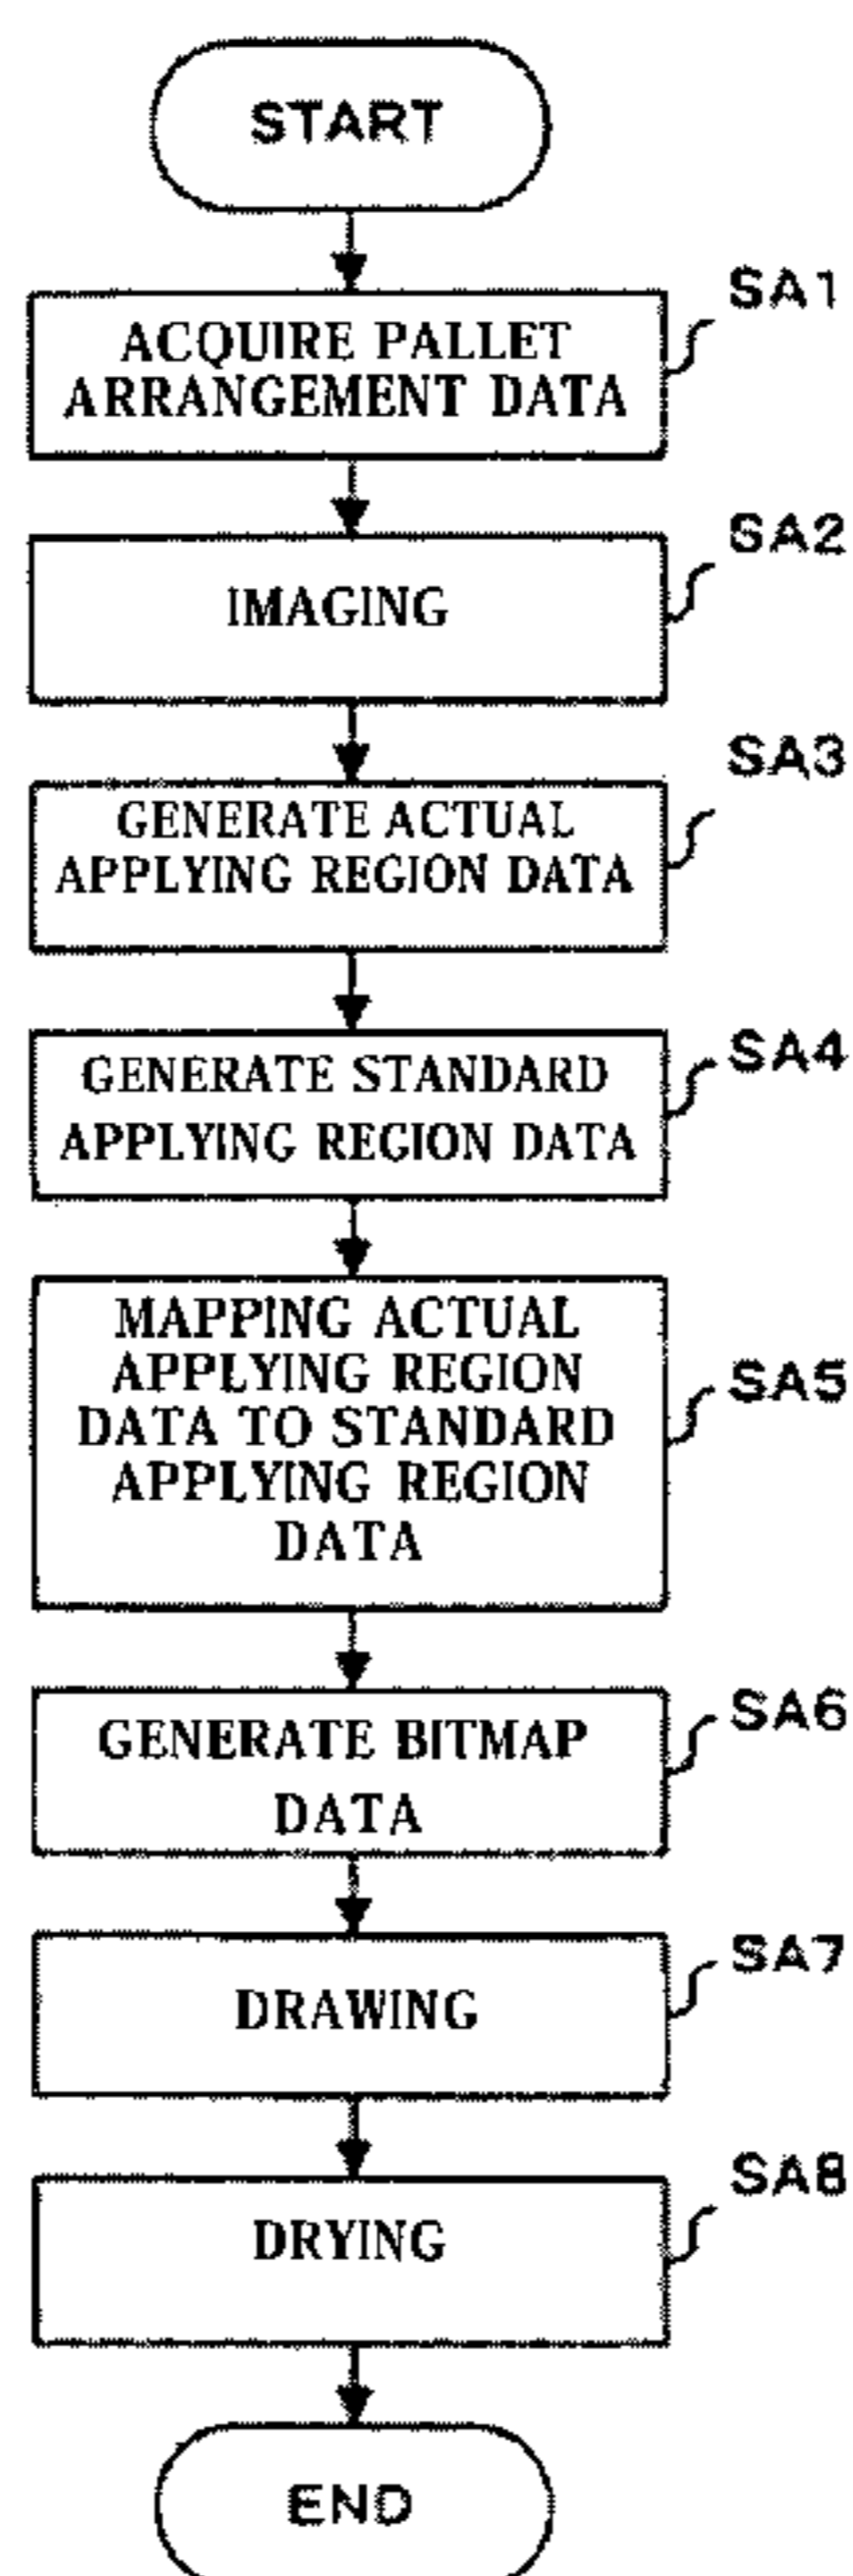 START
SA1
ACQUIRE PALLET
ARRANGEMENT DATA
SA2
IMAGING
SA3
GENERATE ACTUAL
APPLYING REGION DATA
SA4
GENERATE STANDARD
APPLYING REGION DATA
MAPPING ACTUAL
APPLYING REGION
SA5
DATA TO STANDARD
APPLYING REGION
DATA
SA6
GENERATE BITMAP
DATA
SA7
DRAWING
SA8
DRYING
END